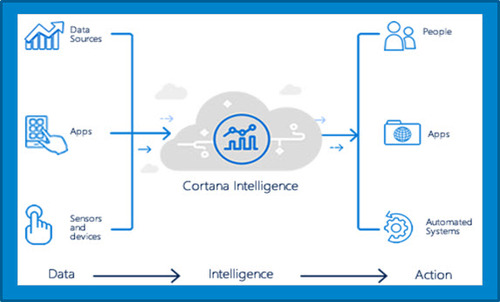 Data
Sources
Apps
Sensors
and
devices
Cortana Intelligence
People
Apps
Automated
Systems
Data
Intelligence
Action